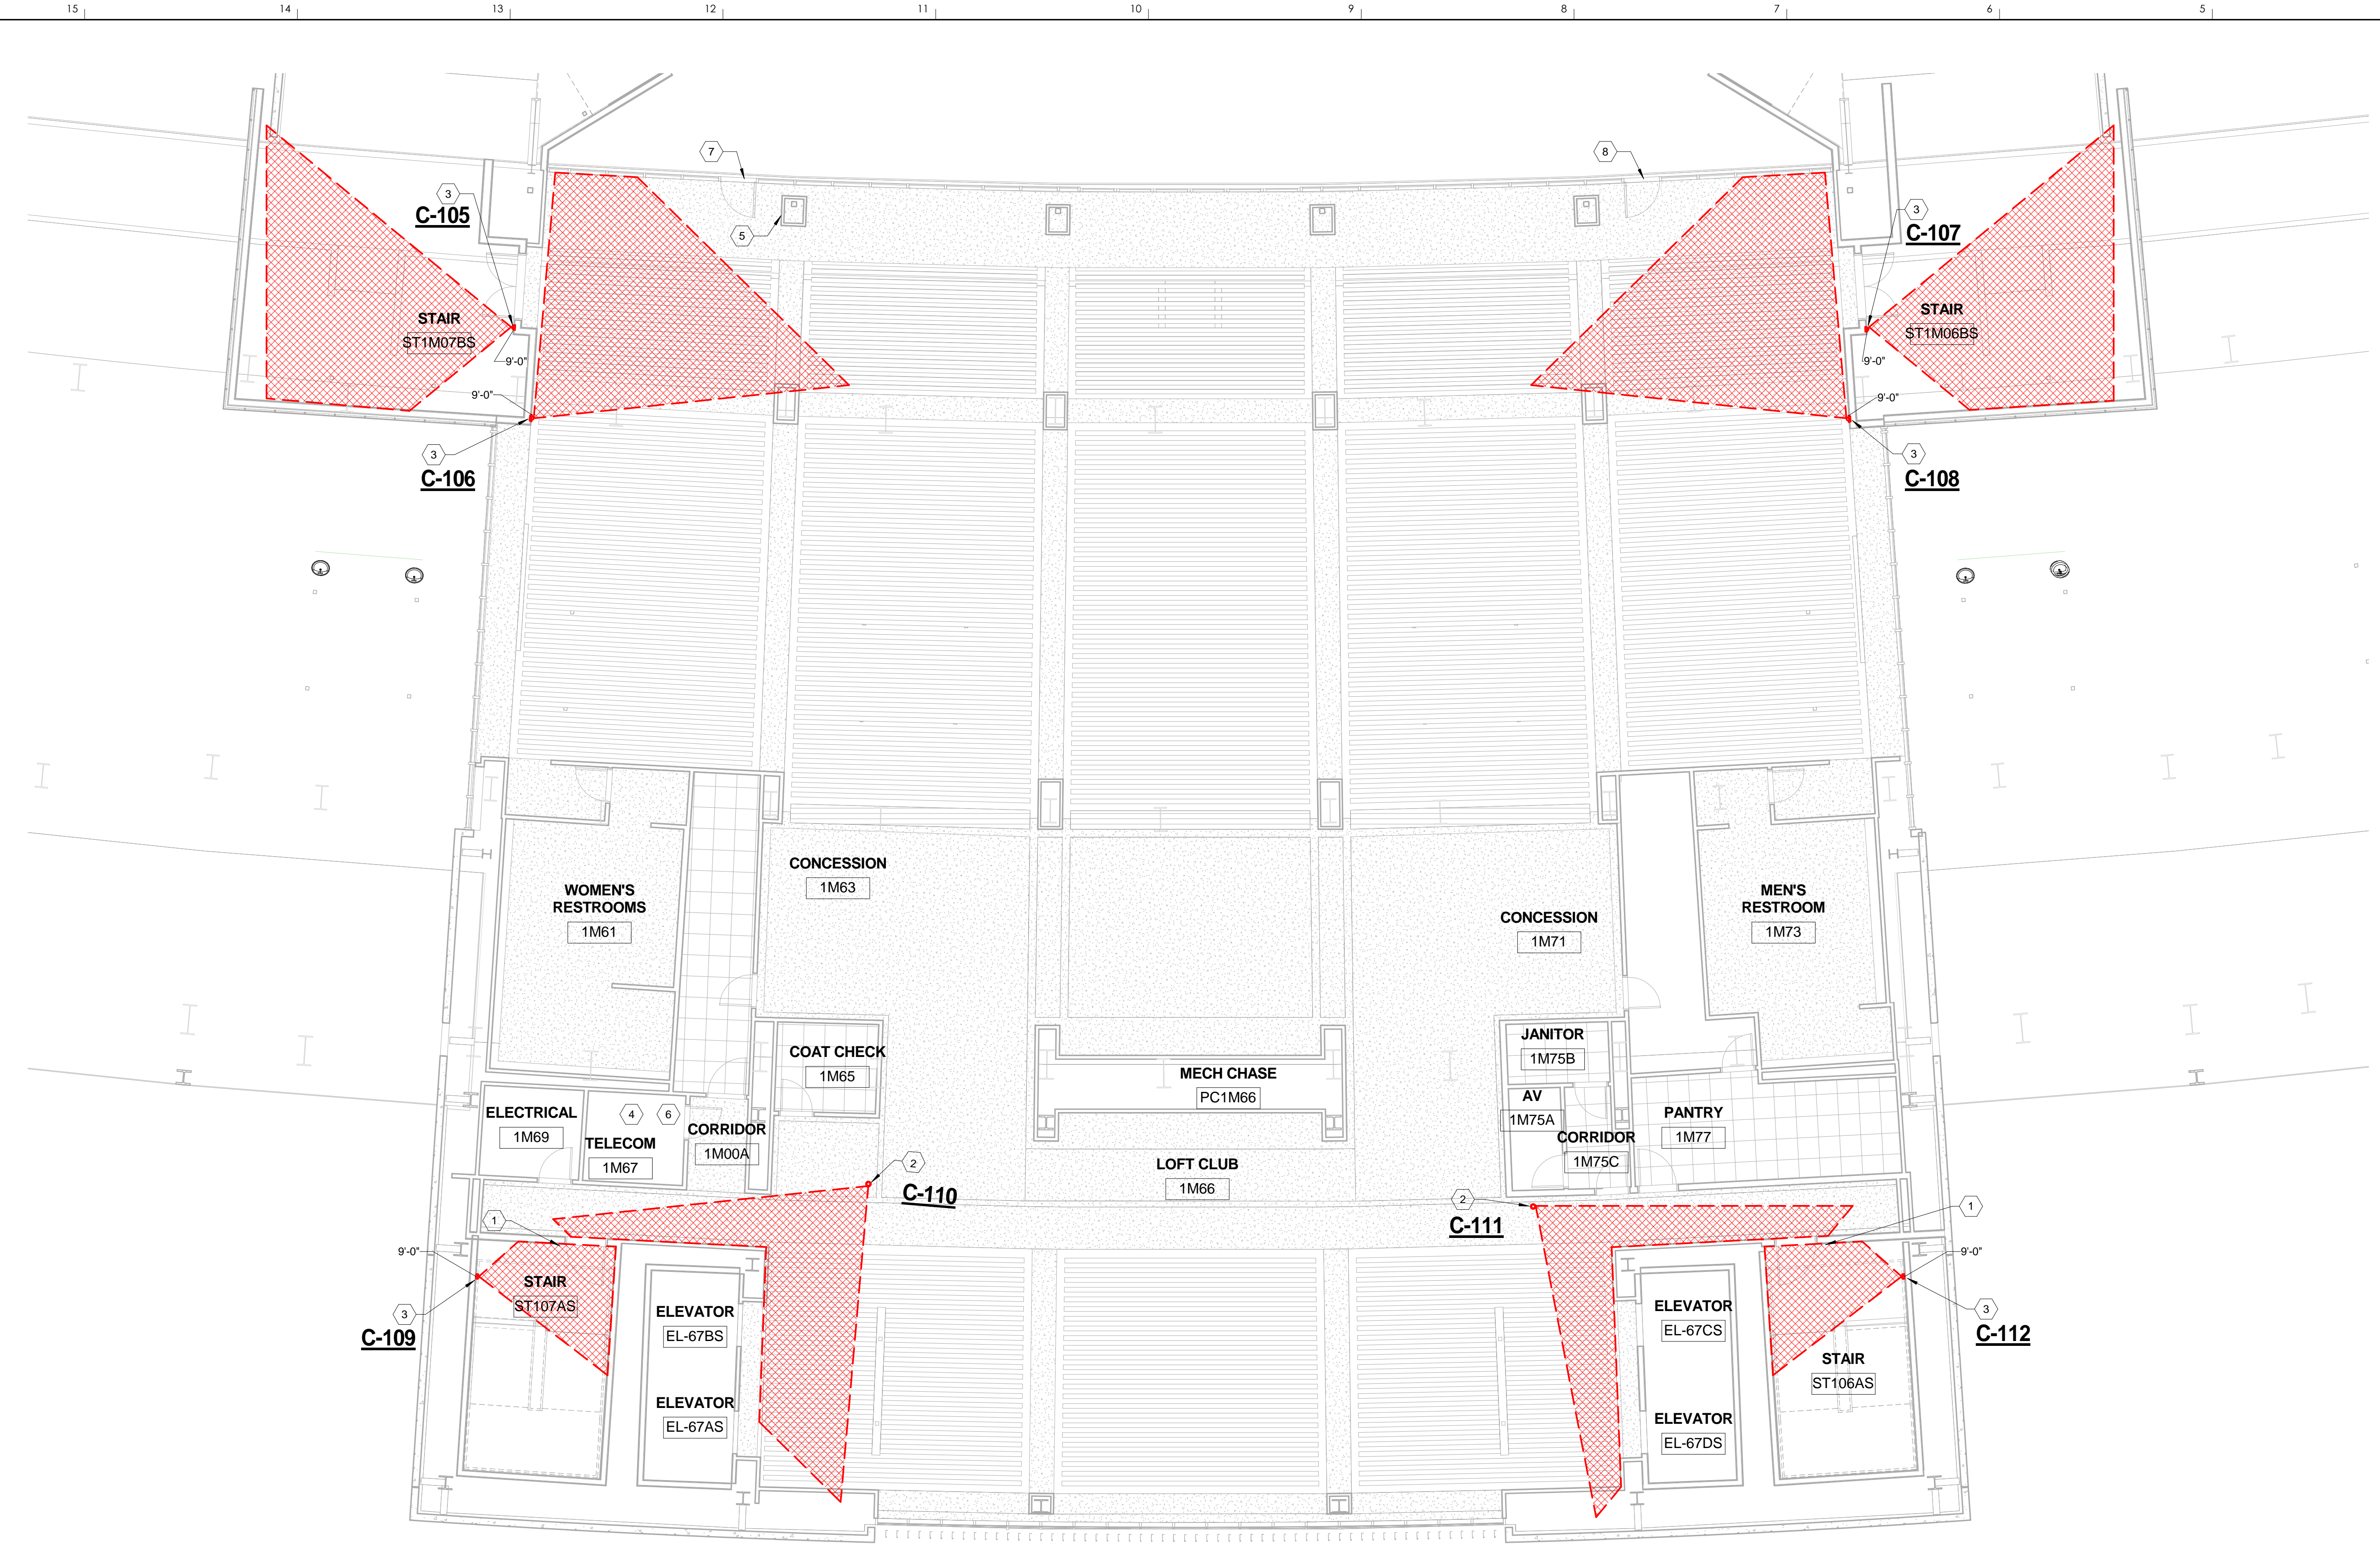 15 14 13 12 11 10 9 8 7 6 5
7
8
3
C-105
3
C-107
5
STAIR
ST1M07BS
STAIR
ST1M06BS
9'-0"
9'-0"
9'-0"
9'-0"
3
C-106
3
C-108
CONCESSION
1M63
WOMEN'S
RESTROOMS
1M61
MEN'S
RESTROOM
1M73
CONCESSION
1M71
COAT CHECK
1M65
JANITOR
1M75B
MECH CHASE
PC1M66
ELECTRICAL
1M69
4
6
TELECOM
1M67
CORRIDOR
1M00A
AV
1M75A
CORRIDOR
1M75C
PANTRY
1M77
LOFT CLUB
1M66
2
C-110
2
C-111
1
1
9'-0"
9'-0"
STAIR
ST107AS
3
C-109
ELEVATOR
EL-67BS
ELEVATOR
EL-67AS
ELEVATOR
EL-67CS
ELEVATOR
EL-67DS
3
C-112
STAIR
ST106AS